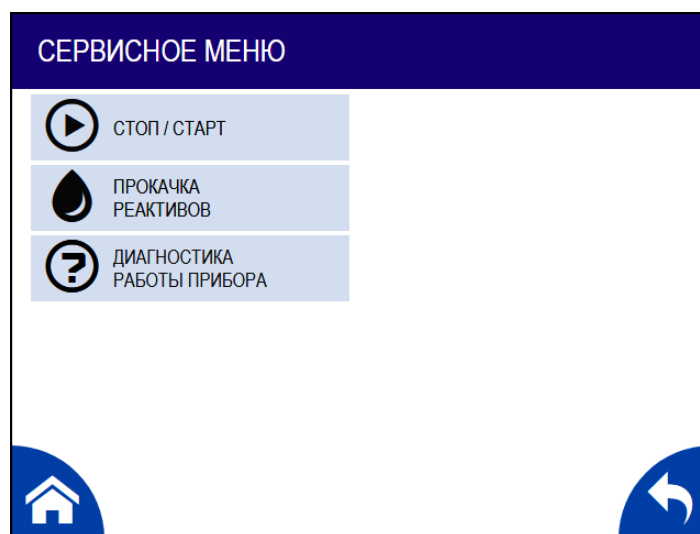 СЕРВИСНОЕ МЕНЮ
СТОП / СТАРТ
ПРОКАЧКА
РЕАКТИВОВ
ДИАГНОСТИКА
РАБОТЫ ПРИБОРА